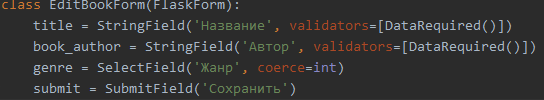 class EditBookForm(FlaskForm):
title = StringField('Название', validators=[DataRequired()])
book_author = StringField('Автор', validators=[DataRequired()])
genre = SelectField('Жанр', coerce=int)
submit = SubmitField('Сохранить')